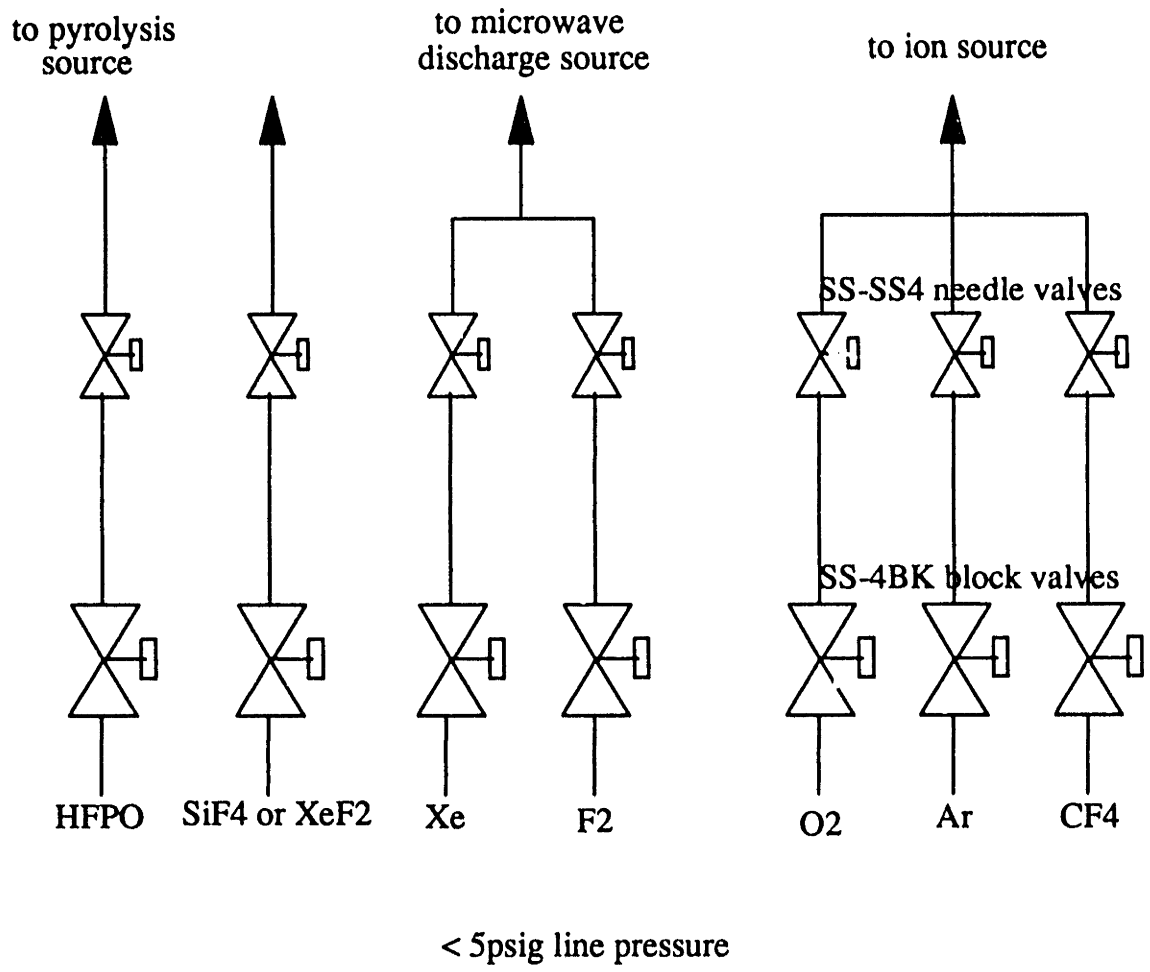 to pyrolysis
source
to microwave
discharge source
to ion source
SS-SS4 needle valves
SS-4BK block valves
HFPO
SiF4 or XeF2
Xe
F2
O2
Ar
CF4
< 5psig line pressure